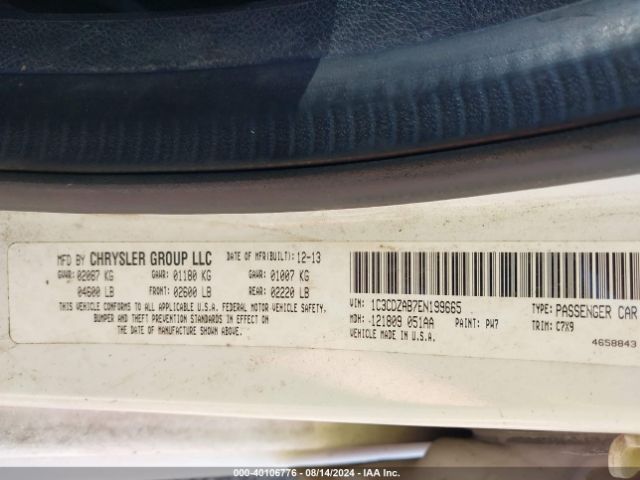 MFD BY CHRYSLER GROUP LLC DATE OF MFR(BUILT): 12-13
GVWR: 02087 KG GAWR: 01180 KG GAWR: 01007 KG
04600 LB FRONT: 02600 LB REAR: 02220 LB
THIS VEHICLE CONFORMS TO ALL APPLICABLE U.S.A. FEDERAL MOTOR VEHICLE SAFETY,
BUMPER AND THEFT PREVENTION STANDARDS IN EFFECT ON
THE DATE OF MANUFACTURE SHOWN ABOVE.
VIN: 1C3CDZAB7EN199665 TYPE: PASSENGER CAR
MDH: 121809 051AA PAINT: PW7 TRIM: C7X9
VEHICLE MADE IN U.S.A.
4658843
000-40106776 - 08/14/2024 - IAA Inc.